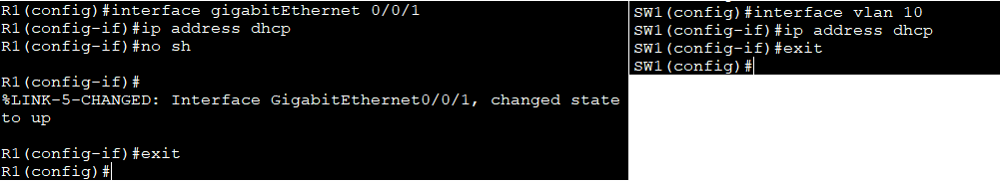 R1(config)#interface gigabitEthernet 0/0/1
R1(config-if)#ip address dhcp
R1(config-if)#no sh
R1(config-if)#
%LINK-5-CHANGED: Interface GigabitEthernet0/0/1, changed state
to up
R1(config-if)#exit
R1(config)#
SW1(config)#interface vlan 10
SW1(config-if)#ip address dhcp
SW1(config-if)#exit
SW1(config)#